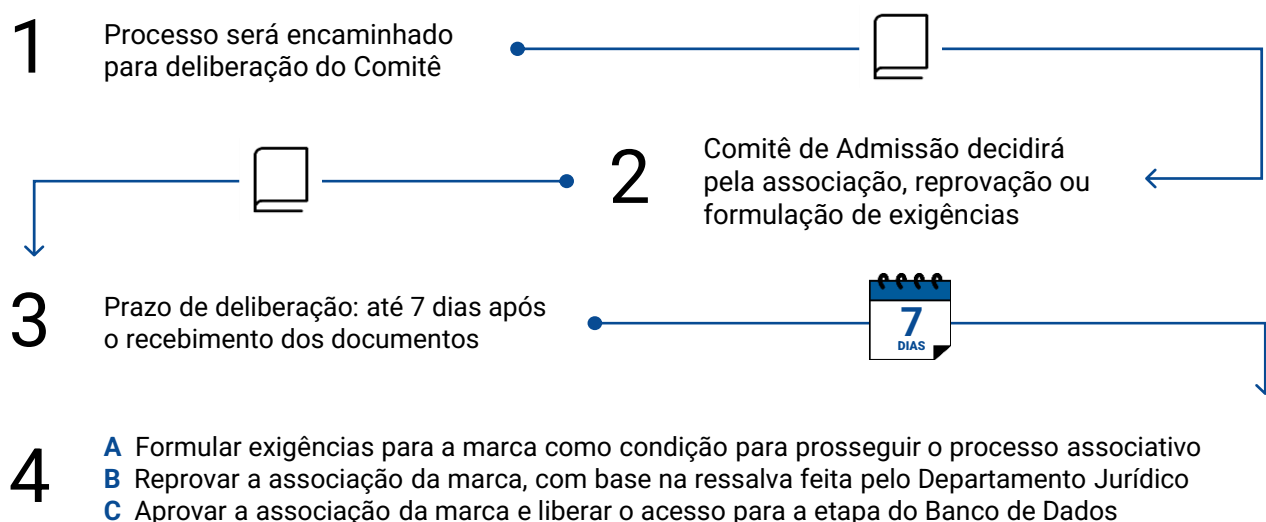 1
Processo será encaminhado
para deliberação do Comitê
2
Comitê de Admissão decidirá
pela associação, reprovação ou
formulação de exigências
3
Prazo de deliberação: até 7 dias após
o recebimento dos documentos
7
DIAS
4
A Formular exigências para a marca como condição para prosseguir o processo associativo
B Reprovar a associação da marca, com base na ressalva feita pelo Departamento Jurídico
C Aprovar a associação da marca e liberar o acesso para a etapa do Banco de Dados